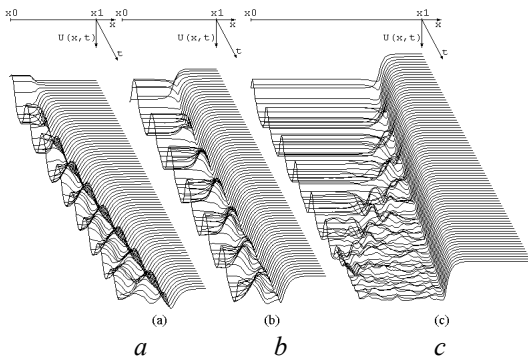 x0 x1 x0 x1 x0 x1
x x x
U(x,t) U(x,t) U(x,t)
t t t
(a) (b) (c)
a b c